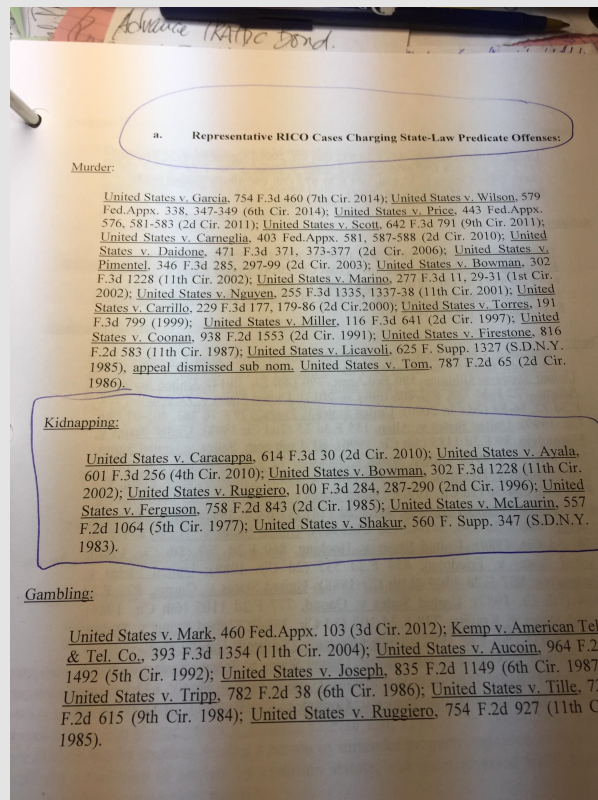 Advance TRAffic Bond.
a. Representative RICO Cases Charging State-Law Predicate Offenses:
Murder:
United States v. Garcia, 754 F.3d 460 (7th Cir. 2014); United States v. Wilson, 579
Fed.Appx. 338, 347-349 (6th Cir. 2014); United States v. Price, 443 Fed.Appx.
576, 581-583 (2d Cir. 2011); United States v. Scott, 642 F.3d 791 (9th Cir. 2011);
United States v. Carneglia, 403 Fed.Appx. 581, 587-588 (2d Cir. 2010); United
States v. Daidone, 471 F.3d 371, 373-377 (2d Cir. 2006); United States v.
Pimentel, 346 F.3d 285, 297-99 (2d Cir. 2003); United States v. Bowman, 302
F.3d 1228 (11th Cir. 2002); United States v. Marino, 277 F.3d 11, 29-31 (1st Cir.
2002); United States v. Nguyen, 255 F.3d 1335, 1337-38 (11th Cir. 2001); United
States v. Carrillo, 229 F.3d 177, 179-86 (2d Cir.2000); United States v. Torres, 191
F.3d 799 (1999); United States v. Miller, 116 F.3d 641 (2d Cir. 1997); United
States v. Coonan, 938 F.2d 1553 (2d Cir. 1991); United States v. Firestone, 816
F.2d 583 (11th Cir. 1987); United States v. Licavoli, 625 F. Supp. 1327 (S.D.N.Y.
1985), appeal dismissed sub nom. United States v. Tom, 787 F.2d 65 (2d Cir.
1986).
Kidnapping:
United States v. Caracappa, 614 F.3d 30 (2d Cir. 2010); United States v. Ayala,
601 F.3d 256 (4th Cir. 2010); United States v. Bowman, 302 F.3d 1228 (11th Cir.
2002); United States v. Ruggiero, 100 F.3d 284, 287-290 (2nd Cir. 1996); United
States v. Ferguson, 758 F.2d 843 (2d Cir. 1985); United States v. McLaurin, 557
F.2d 1064 (5th Cir. 1977); United States v. Shakur, 560 F. Supp. 347 (S.D.N.Y.
1983).
Gambling:
United States v. Mark, 460 Fed.Appx. 103 (3d Cir. 2012); Kemp v. American Tel
& Tel. Co., 393 F.3d 1354 (11th Cir. 2004); United States v. Aucoin, 964 F.2
1492 (5th Cir. 1992); United States v. Joseph, 835 F.2d 1149 (6th Cir. 1987
United States v. Tripp, 782 F.2d 38 (6th Cir. 1986); United States v. Tille, 7
F.2d 615 (9th Cir. 1984); United States v. Ruggiero, 754 F.2d 927 (11th C
1985).